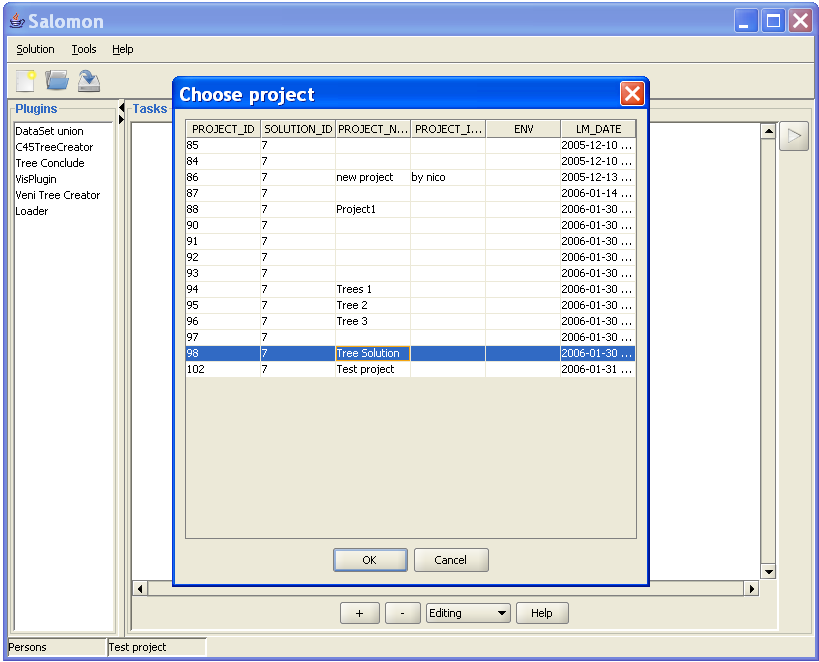 Salomon
Solution Tools Help
Plugins
DataSet union
C45TreeCreator
Tree Conclude
VisPlugin
Veni Tree Creator
Loader
Tasks
Choose project
PROJECT_ID SOLUTION_ID PROJECT_N... PROJECT_I... ENV LM_DATE
85 7 2005-12-10 ...
84 7 2005-12-10 ...
86 7 new project by nico 2005-12-13 ...
87 7 2006-01-14 ...
88 7 Project1 2006-01-30 ...
90 7 2006-01-30 ...
91 7 2006-01-30 ...
92 7 2006-01-30 ...
93 7 2006-01-30 ...
94 7 Trees 1 2006-01-30 ...
95 7 Tree 2 2006-01-30 ...
96 7 Tree 3 2006-01-30 ...
97 7 2006-01-30 ...
98 7 Tree Solution 2006-01-30 ...
102 7 Test project 2006-01-31 ...
OK Cancel
+ - Editing Help
Persons Test project